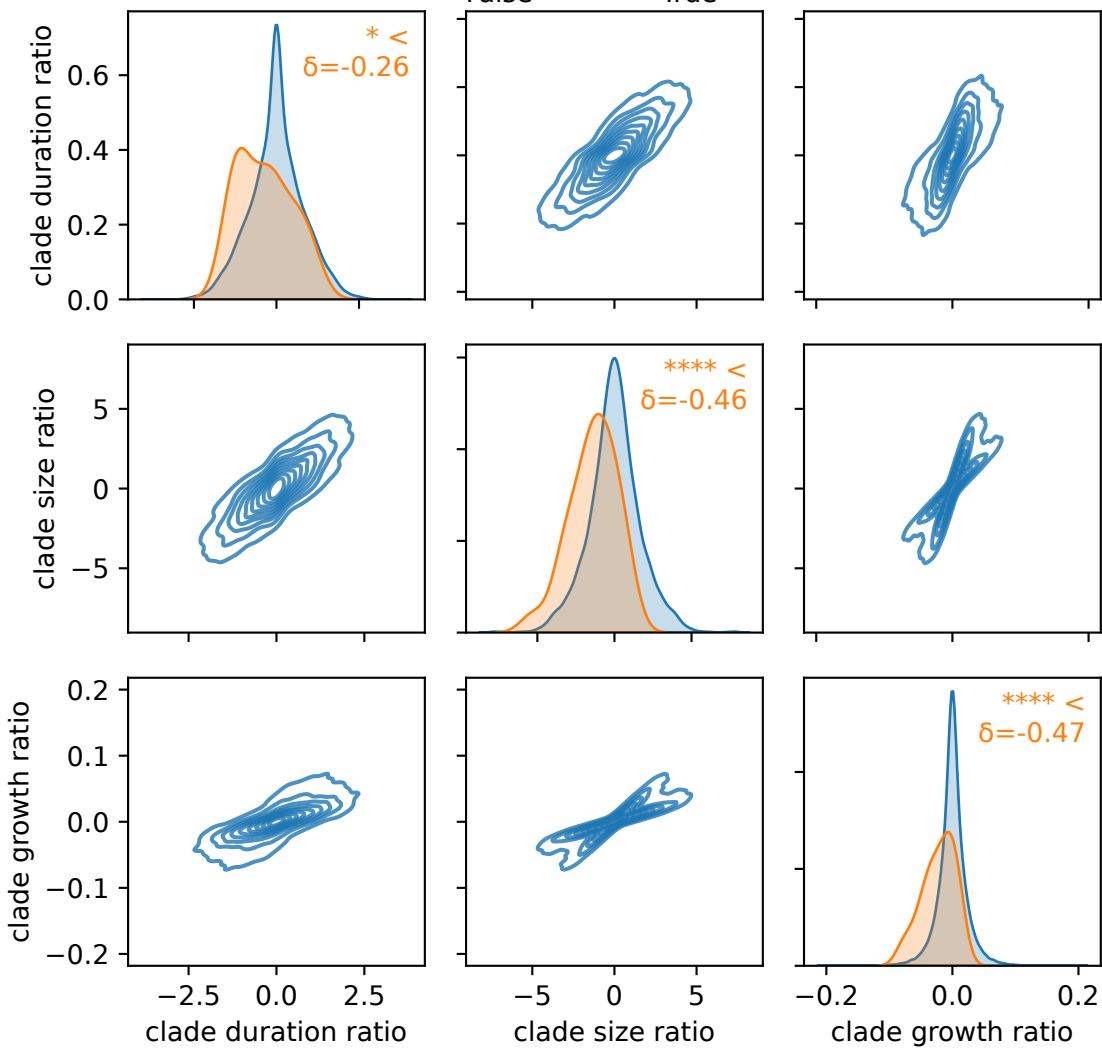 clade duration ratio
0.6
0.4
0.2
0.0
* <
δ=-0.26
clade size ratio
5
0
−5
**** <
δ=-0.46
clade growth ratio
0.2
0.1
0.0
−0.1
−0.2
**** <
δ=-0.47
−2.5 0.0 2.5
−5 0 5
−0.2 0.0 0.2
clade duration ratio
clade size ratio
clade growth ratio